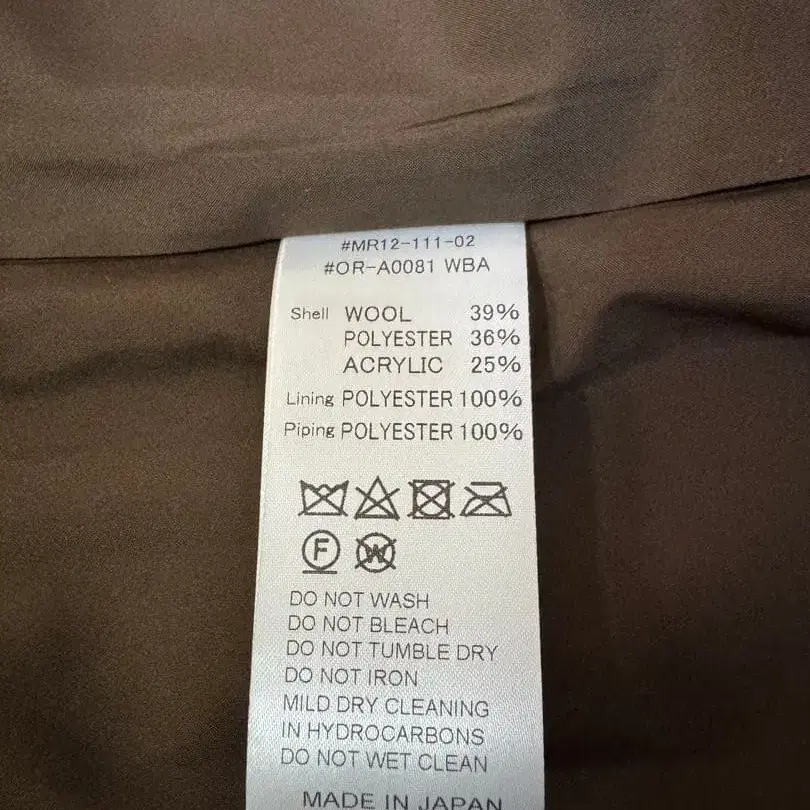 #MR12-111-02
#OR-A0081 WBA
Shell WOOL 39%
POLYESTER 36%
ACRYLIC 25%
Lining POLYESTER 100%
Piping POLYESTER 100%
F W
DO NOT WASH
DO NOT BLEACH
DO NOT TUMBLE DRY
DO NOT IRON
MILD DRY CLEANING
IN HYDROCARBONS
DO NOT WET CLEAN
MADE IN JAPAN